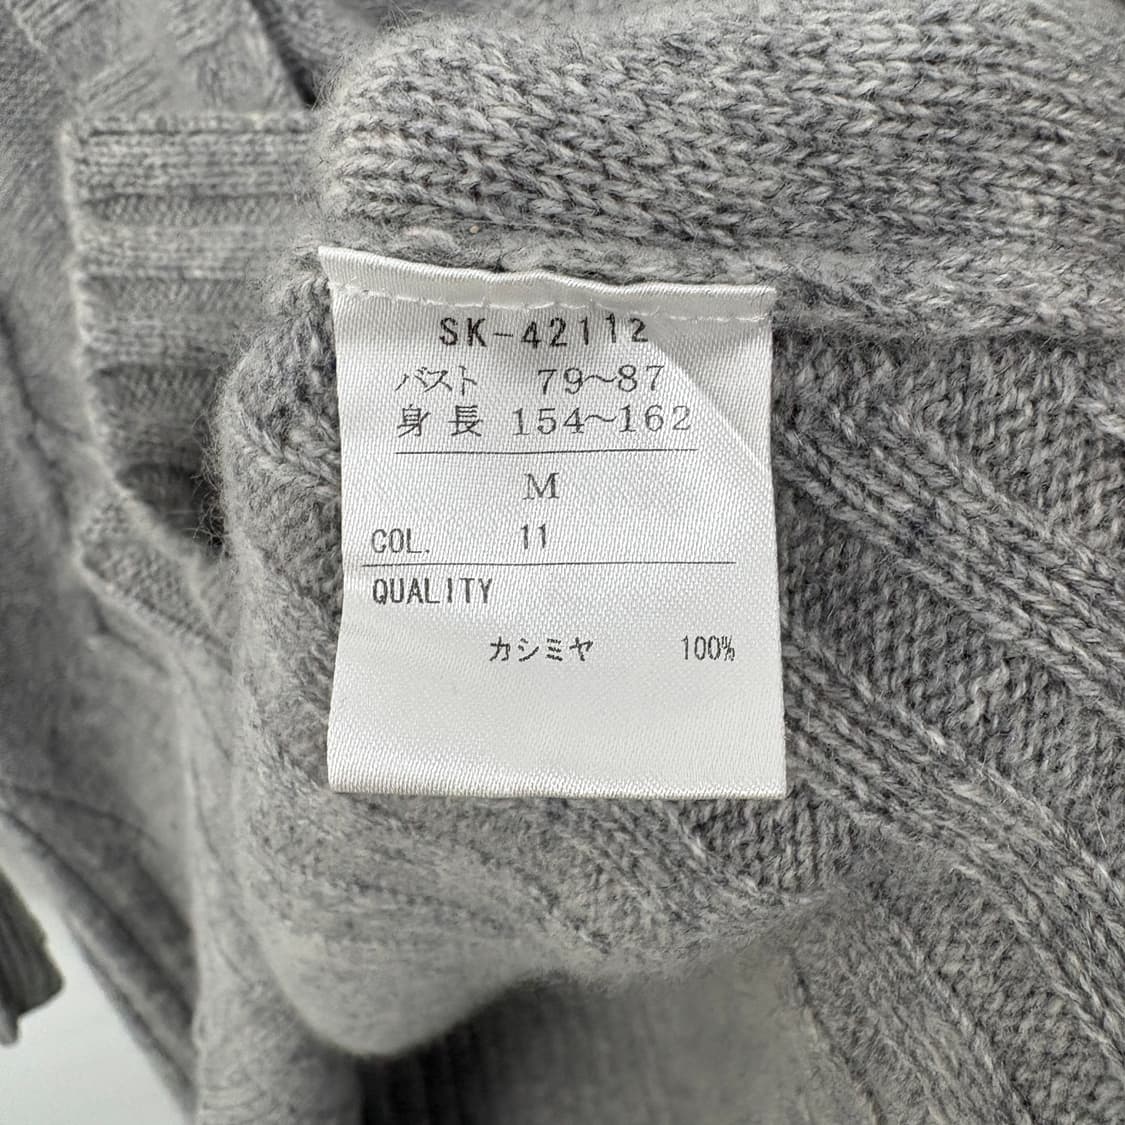 SK-42112
バスト 79~87
身長 154~162
M
COL. 11
QUALITY
カシミヤ 100%